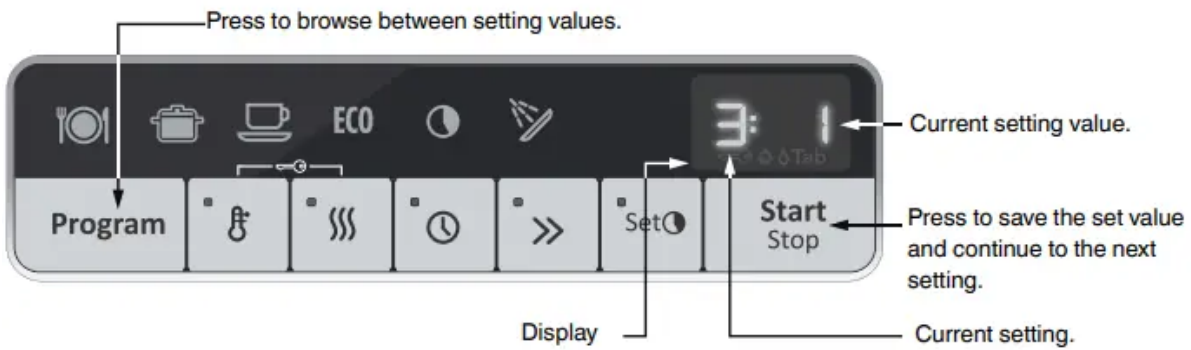 Press to browse between setting values.
ECO
3: 1
Tab
Current setting value.
Program
Set
Start
Stop
Press to save the set value
and continue to the next
setting.
Display
Current setting.